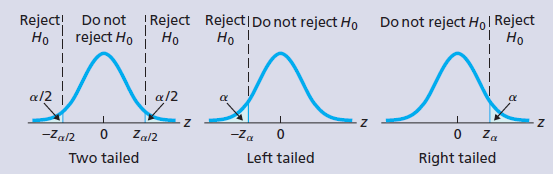 Reject Do not Reject
H₀ reject H₀ H₀
α/2 α/2
−zα/2 0 zα/2 z
Two tailed
Reject Do not reject H₀
H₀
α
−zα 0 z
Left tailed
Do not reject H₀ Reject
H₀
α
0 zα z
Right tailed